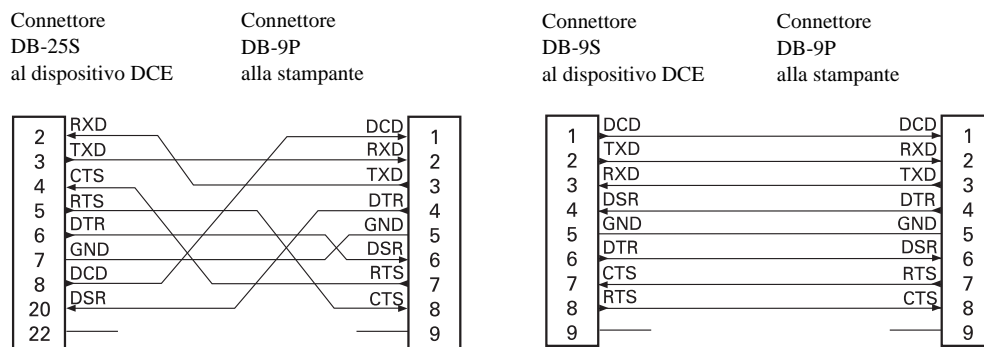 Connettore
DB-25S
al dispositivo DCE
Connettore
DB-9P
alla stampante
2 RXD DCD 1
3 TXD RXD 2
4 CTS TXD 3
5 RTS DTR 4
6 DTR GND 5
7 GND DSR 6
8 DCD RTS 7
20 DSR CTS 8
22 9
Connettore
DB-9S
al dispositivo DCE
Connettore
DB-9P
alla stampante
1 DCD DCD 1
2 TXD RXD 2
3 RXD TXD 3
4 DSR DTR 4
5 GND GND 5
6 DTR DSR 6
7 CTS RTS 7
8 RTS CTS 8
9 9